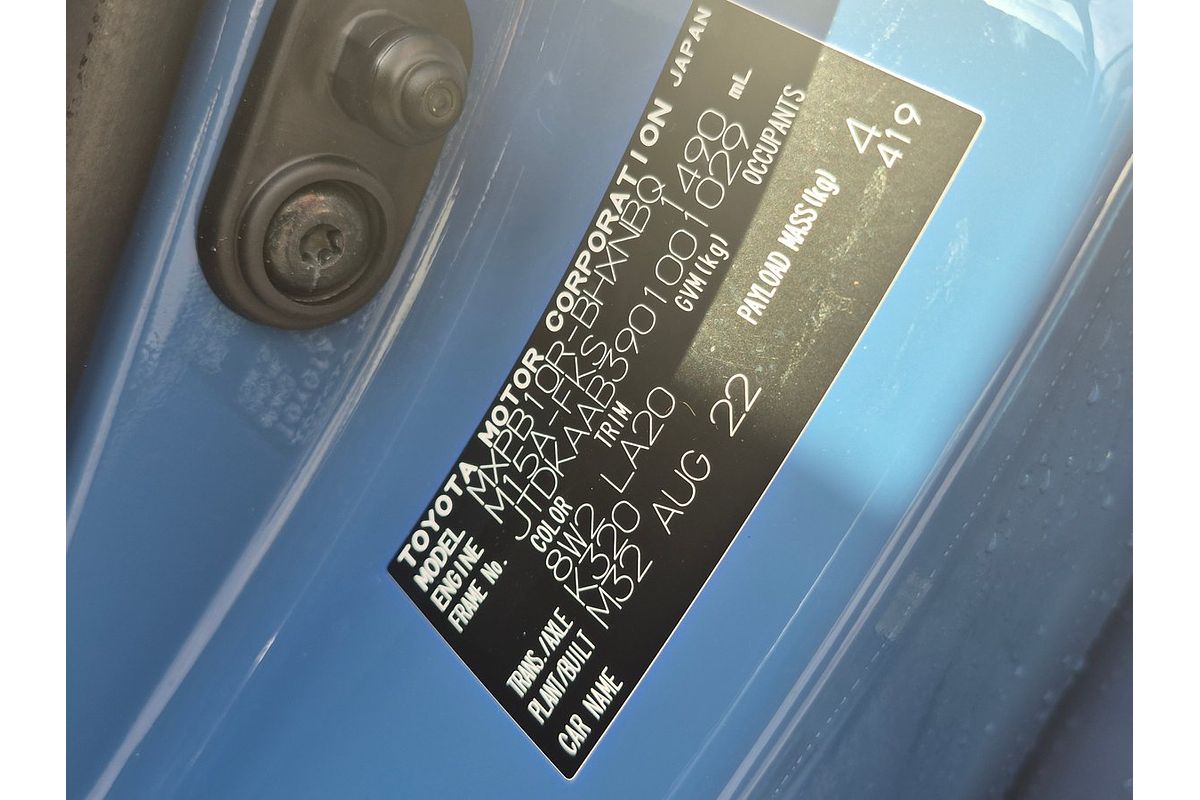 TOYOTA MOTOR CORPORATION JAPAN
MODEL MXPB10R-BHXNBQ
ENGINE M15A-FKS 1490 mL
FRAME No. JTDKAAB3901001029
COLOR TRIM GVM(kg) OCCUPANTS 4
8W2 LA20 PAYLOAD MASS(kg) 419
TRANS./AXLE K320
PLANT/BUILT M32 AUG 22
CAR NAME